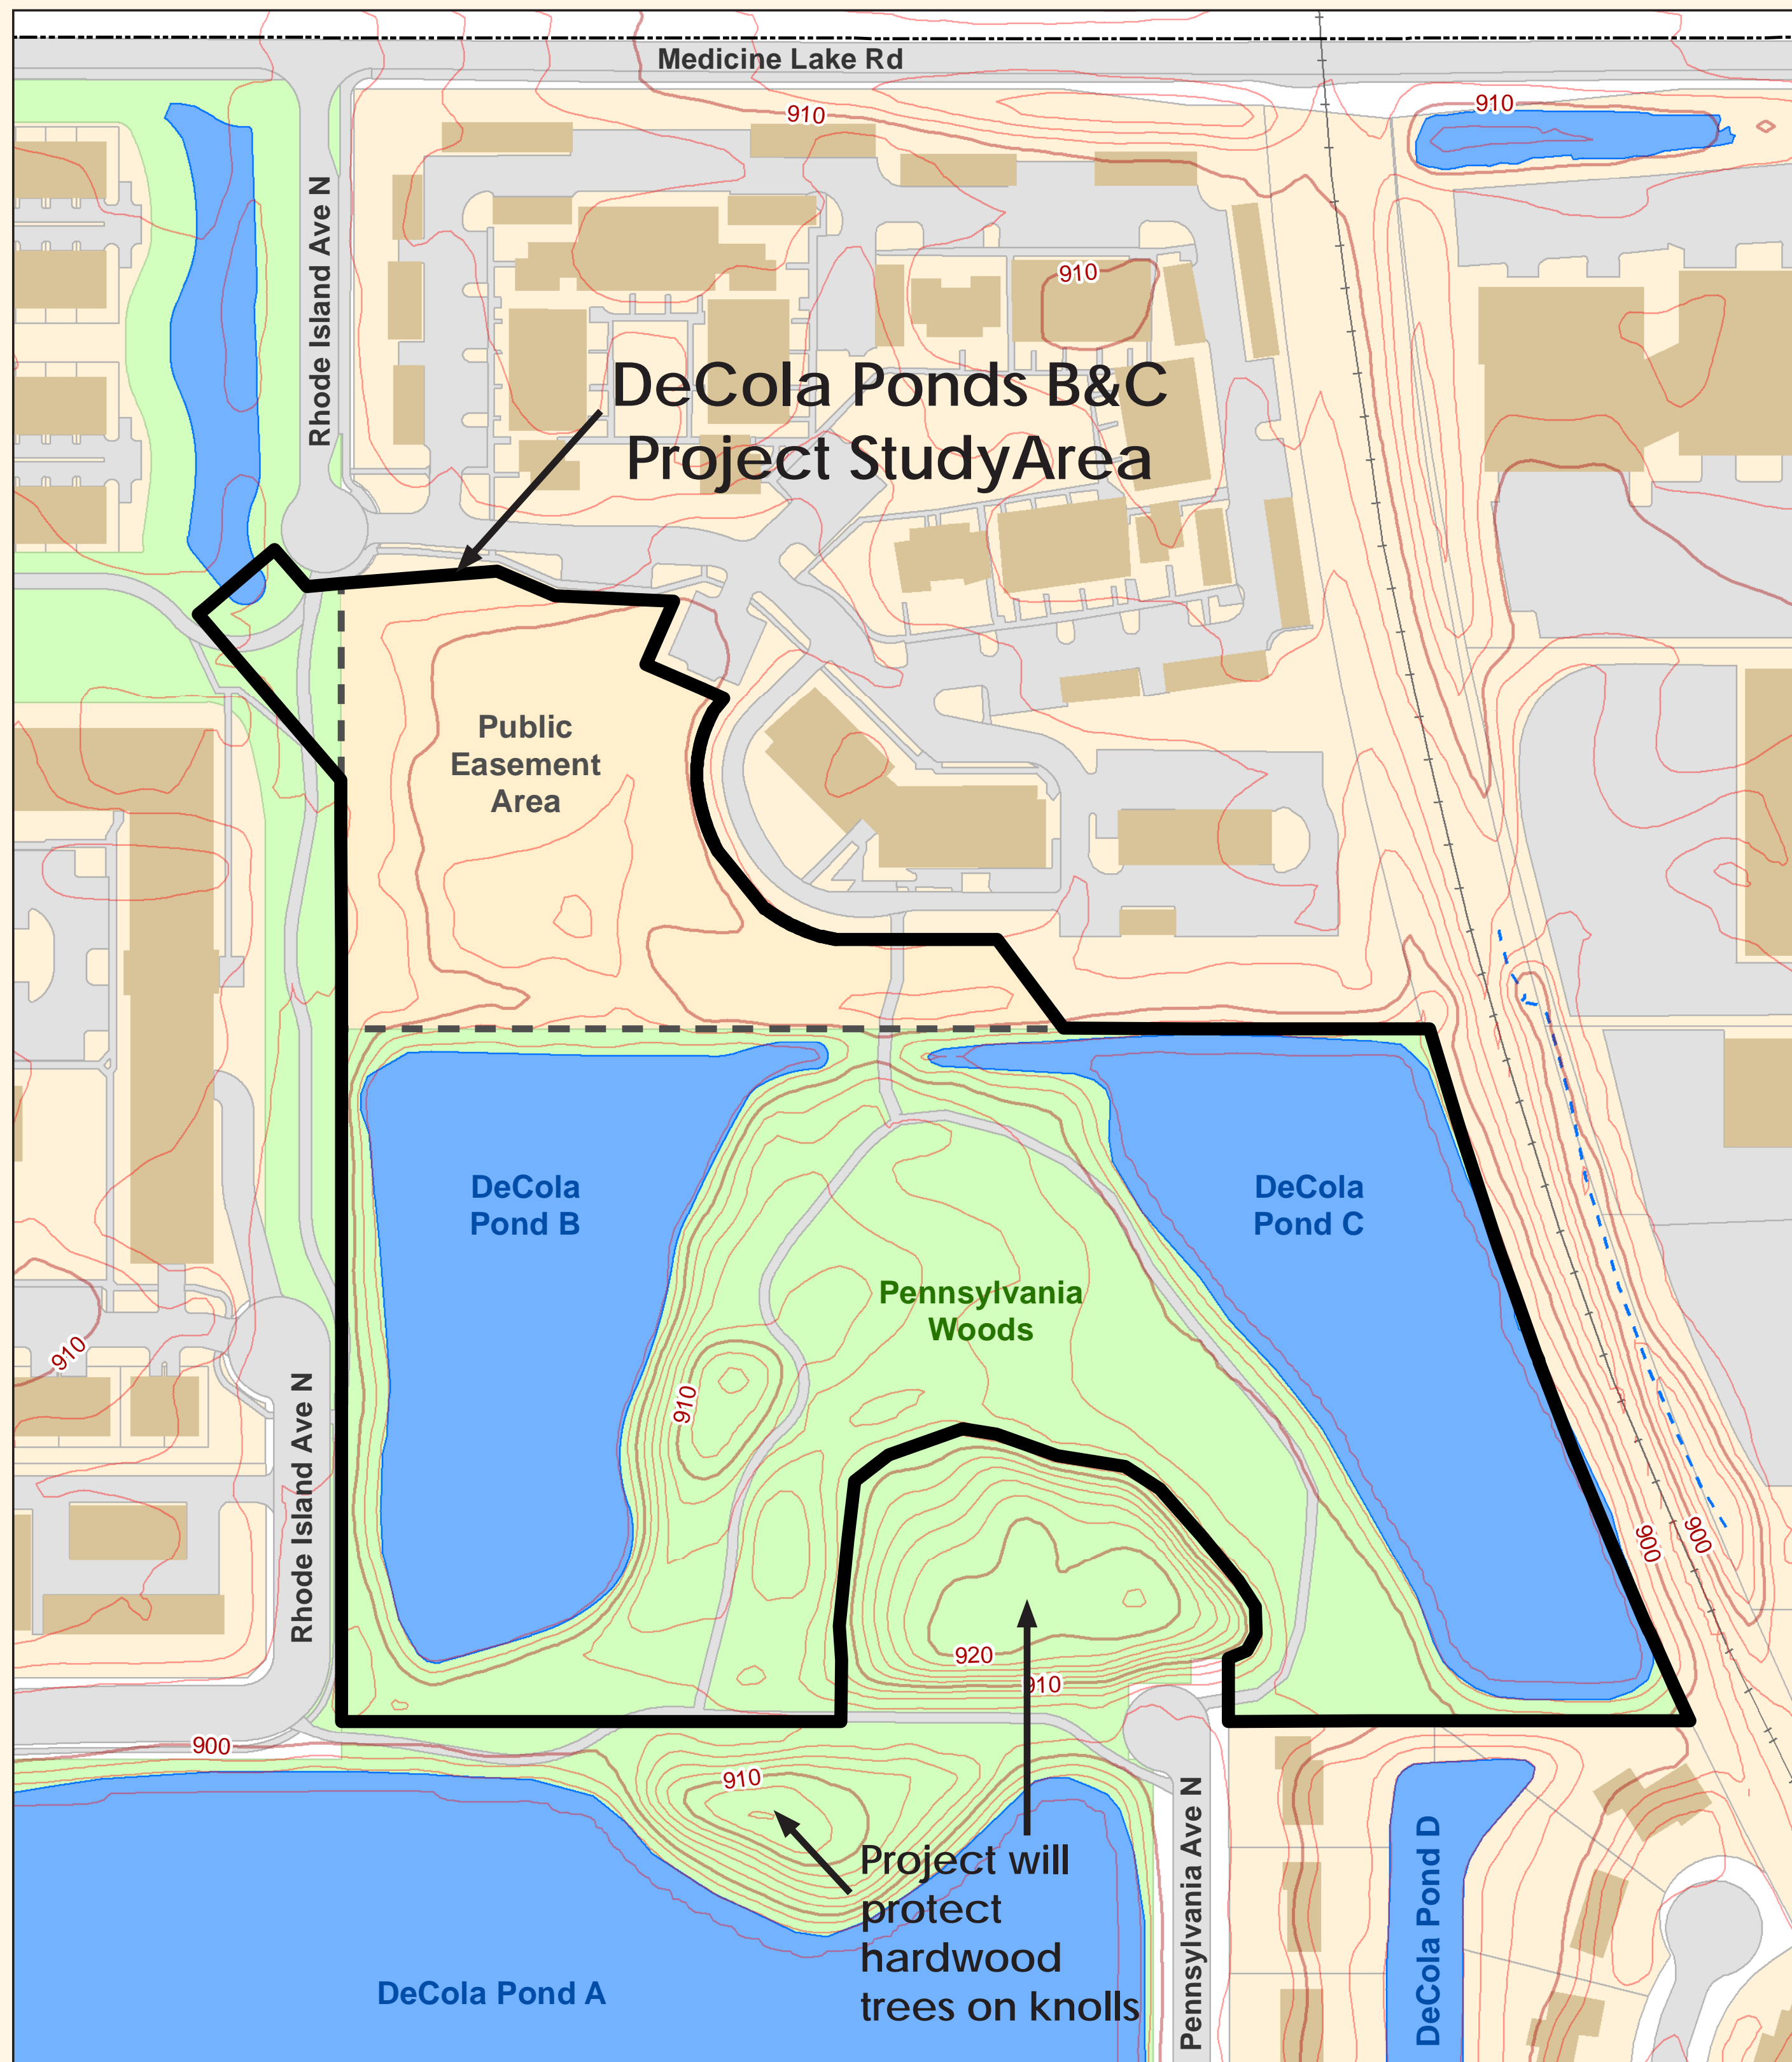 Medicine Lake Rd
910
910
Rhode Island Ave N
910
DeCola Ponds B&C
Project StudyArea
Public
Easement
Area
DeCola
Pond B
DeCola
Pond C
Pennsylvania
Woods
910
910
Rhode Island Ave N
900
900
920
910
900
910
Project will
protect
hardwood
trees on knolls
Pennsylvania Ave N
DeCola Pond D
DeCola Pond A